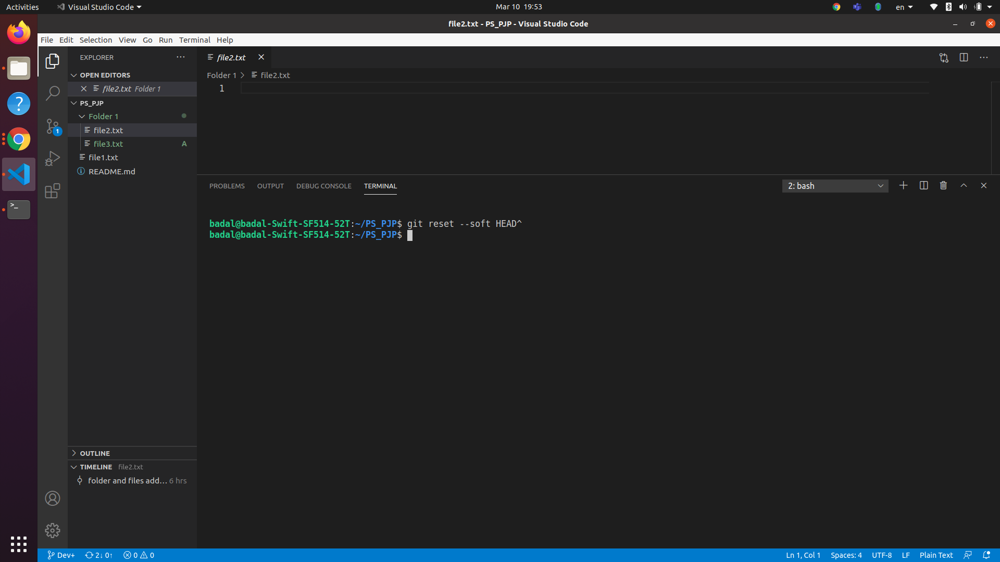 Activities
Visual Studio Code
Mar 10 19:53
en
file2.txt - PS_PJP - Visual Studio Code
File Edit Selection View Go Run Terminal Help
EXPLORER
OPEN EDITORS
file2.txt Folder 1
PS_PJP
Folder 1
file2.txt
file3.txt A
file1.txt
README.md
1
file2.txt
Folder 1 > file2.txt
1
PROBLEMS OUTPUT DEBUG CONSOLE TERMINAL
2: bash
badal@badal-Swift-SF514-52T:~/PS_PJP$ git reset --soft HEAD^
badal@badal-Swift-SF514-52T:~/PS_PJP$
OUTLINE
TIMELINE file2.txt
folder and files add... 6 hrs
Dev+ 2↓ 0↑ 0 0
Ln 1, Col 1 Spaces: 4 UTF-8 LF Plain Text